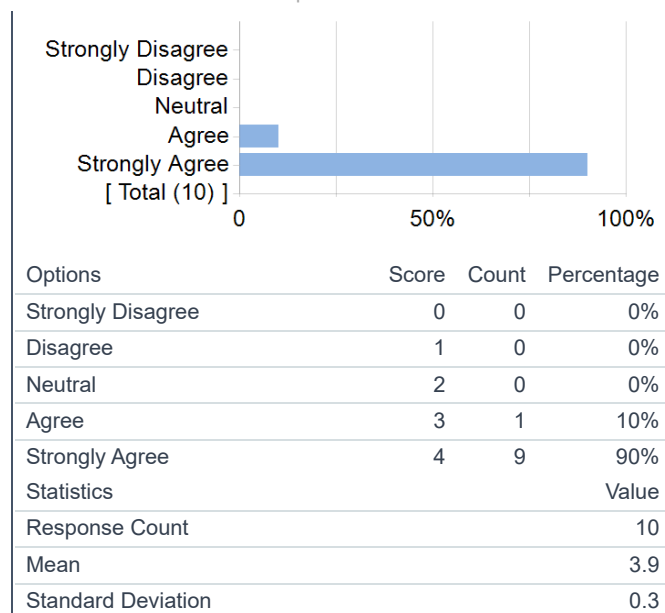 Strongly Disagree
Disagree
Neutral
Agree
Strongly Agree
[ Total (10) ]
0 50% 100%
Options Score Count Percentage
Strongly Disagree 0 0 0%
Disagree 1 0 0%
Neutral 2 0 0%
Agree 3 1 10%
Strongly Agree 4 9 90%
Statistics Value
Response Count 10
Mean 3.9
Standard Deviation 0.3